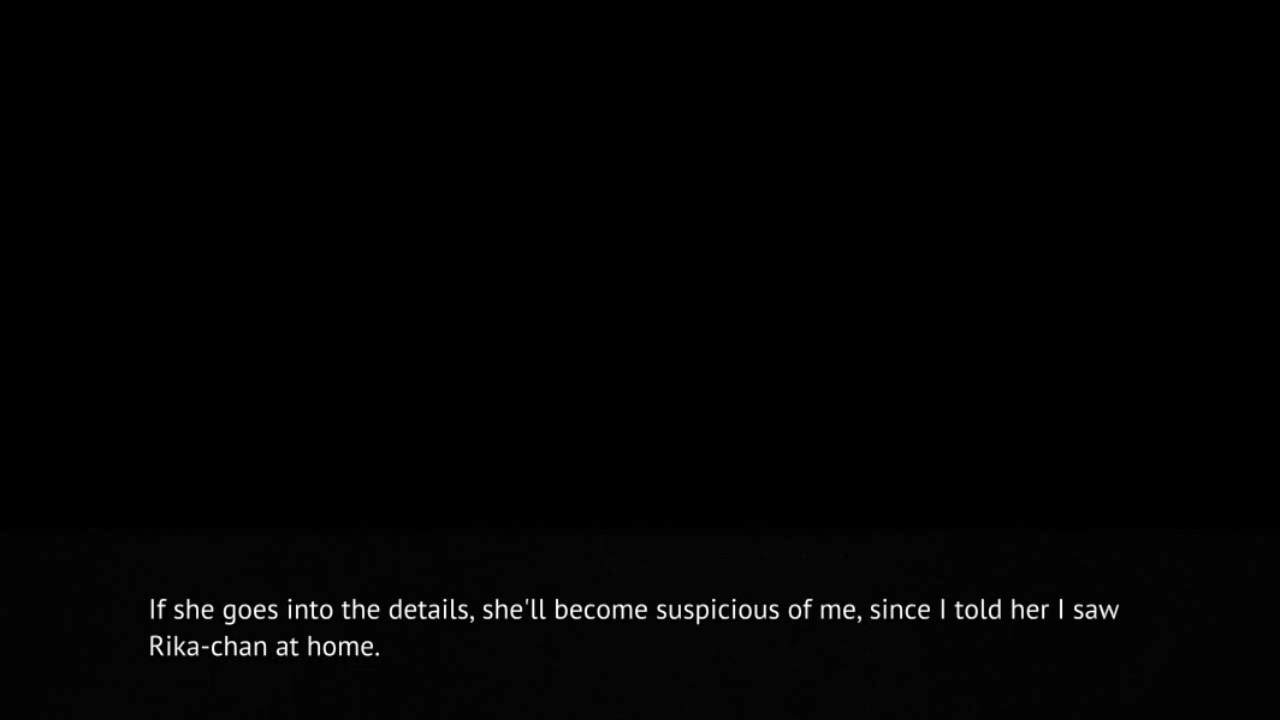 If she goes into the details, she'll become suspicious of me, since I told her I saw
Rika-chan at home.